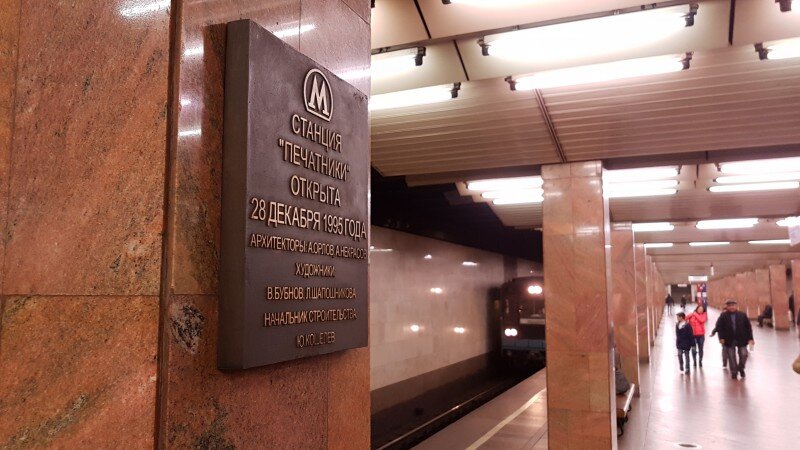 М
СТАНЦИЯ
"ПЕЧАТНИКИ"
ОТКРЫТА
28 ДЕКАБРЯ 1995 ГОДА
АРХИТЕКТОРЫ: А.ОРЛОВ, А.НЕКРАСОВ
ХУДОЖНИКИ:
В.БУБНОВ, Л.ШАПОШНИКОВА
НАЧАЛЬНИК СТРОИТЕЛЬСТВА
Ю.КОШЕЛЕВ